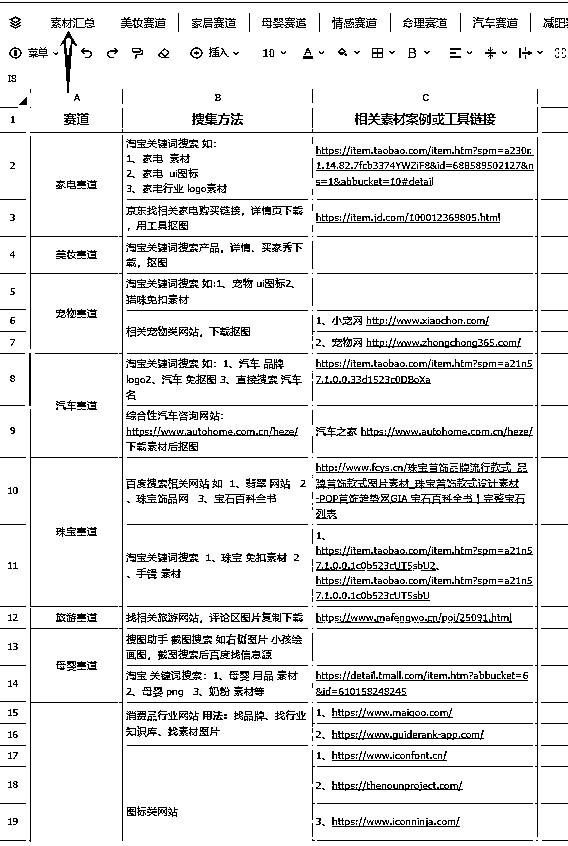 素材汇总 美妆赛道 家居赛道 母婴赛道 情感赛道 命理赛道 汽车赛道
菜单 插入 10 A B
I8
A B C
1 赛道 搜集方法 相关素材案例或工具链接
2 家电赛道 淘宝关键词搜索 如:
1、家电 素材
2、家电 ui图标
3、家电行业 logo素材
https://item.taobao.com/item.htm?spm=a230r.
1.14.82.7fcb3374YWZiF8&id=688589502127&n
s=1&abbucket=10#detail
3 京东找相关家电购买链接，详情页下载
，用工具抠图
https://item.jd.com/100012369805.html
4 美妆赛道 淘宝关键词搜索产品，详情、买家秀下
载，抠图
5 宠物赛道 淘宝关键词搜索 如:1、宠物 ui图标2、
猫咪免扣素材
6 相关宠物类网站，下载抠图 1、小宠网 http://www.xiaochon.com/
7 2、宠物网 http://www.zhongchong365.com/
8 汽车赛道 淘宝关键词搜索 如：1、汽车 品牌
logo2、汽车 免抠图 3、直接搜索 汽车
名
https://item.taobao.com/item.htm?spm=a21n5
7.1.0.0.33d1523c0DBoXa
9 综合性汽车咨询网站：
https://www.autohome.com.cn/heze/
下载素材后抠图
汽车之家 https://www.autohome.com.cn/heze/
10 珠宝赛道 百度搜索相关网站 如 1、翡翠 网站 2
、珠宝饰品网 3、宝石百科全书
http://www.fcys.cn/珠宝首饰品牌流行款式_品
牌首饰款式图片素材_珠宝首饰款式设计素材
-POP首饰趋势网GIA 宝石百科全书 | 完整宝石
列表
11 淘宝关键词搜索 1、珠宝 免扣素材 2
、手镯 素材
1、
https://item.taobao.com/item.htm?spm=a21n5
7.1.0.0.1c0b523cUT5sbU2、
https://item.taobao.com/item.htm?spm=a21n5
7.1.0.0.1c0b523cUT5sbU
12 旅游赛道 找相关旅游网站，评论区图片复制下载 https://www.mafengwo.cn/poi/25091.html
13 母婴赛道 搜图助手 截图搜索 如右侧图片 小孩绘
画图，截图搜索后百度找信息源
14 淘宝 关键词搜索：1、母婴 用品 素材
2、母婴 png 3、奶粉 素材等
https://detail.tmall.com/item.htm?abbucket=6
&id=610158248245
15 消费品行业网站 用法：找品牌、找行业
知识库、找素材图片
1、https://www.maigoo.com/
16 2、https://www.guiderank-app.com/
17 图标类网站 1、https://www.iconfont.cn/
18 2、https://thenounproject.com/
19 3、https://www.iconninja.com/